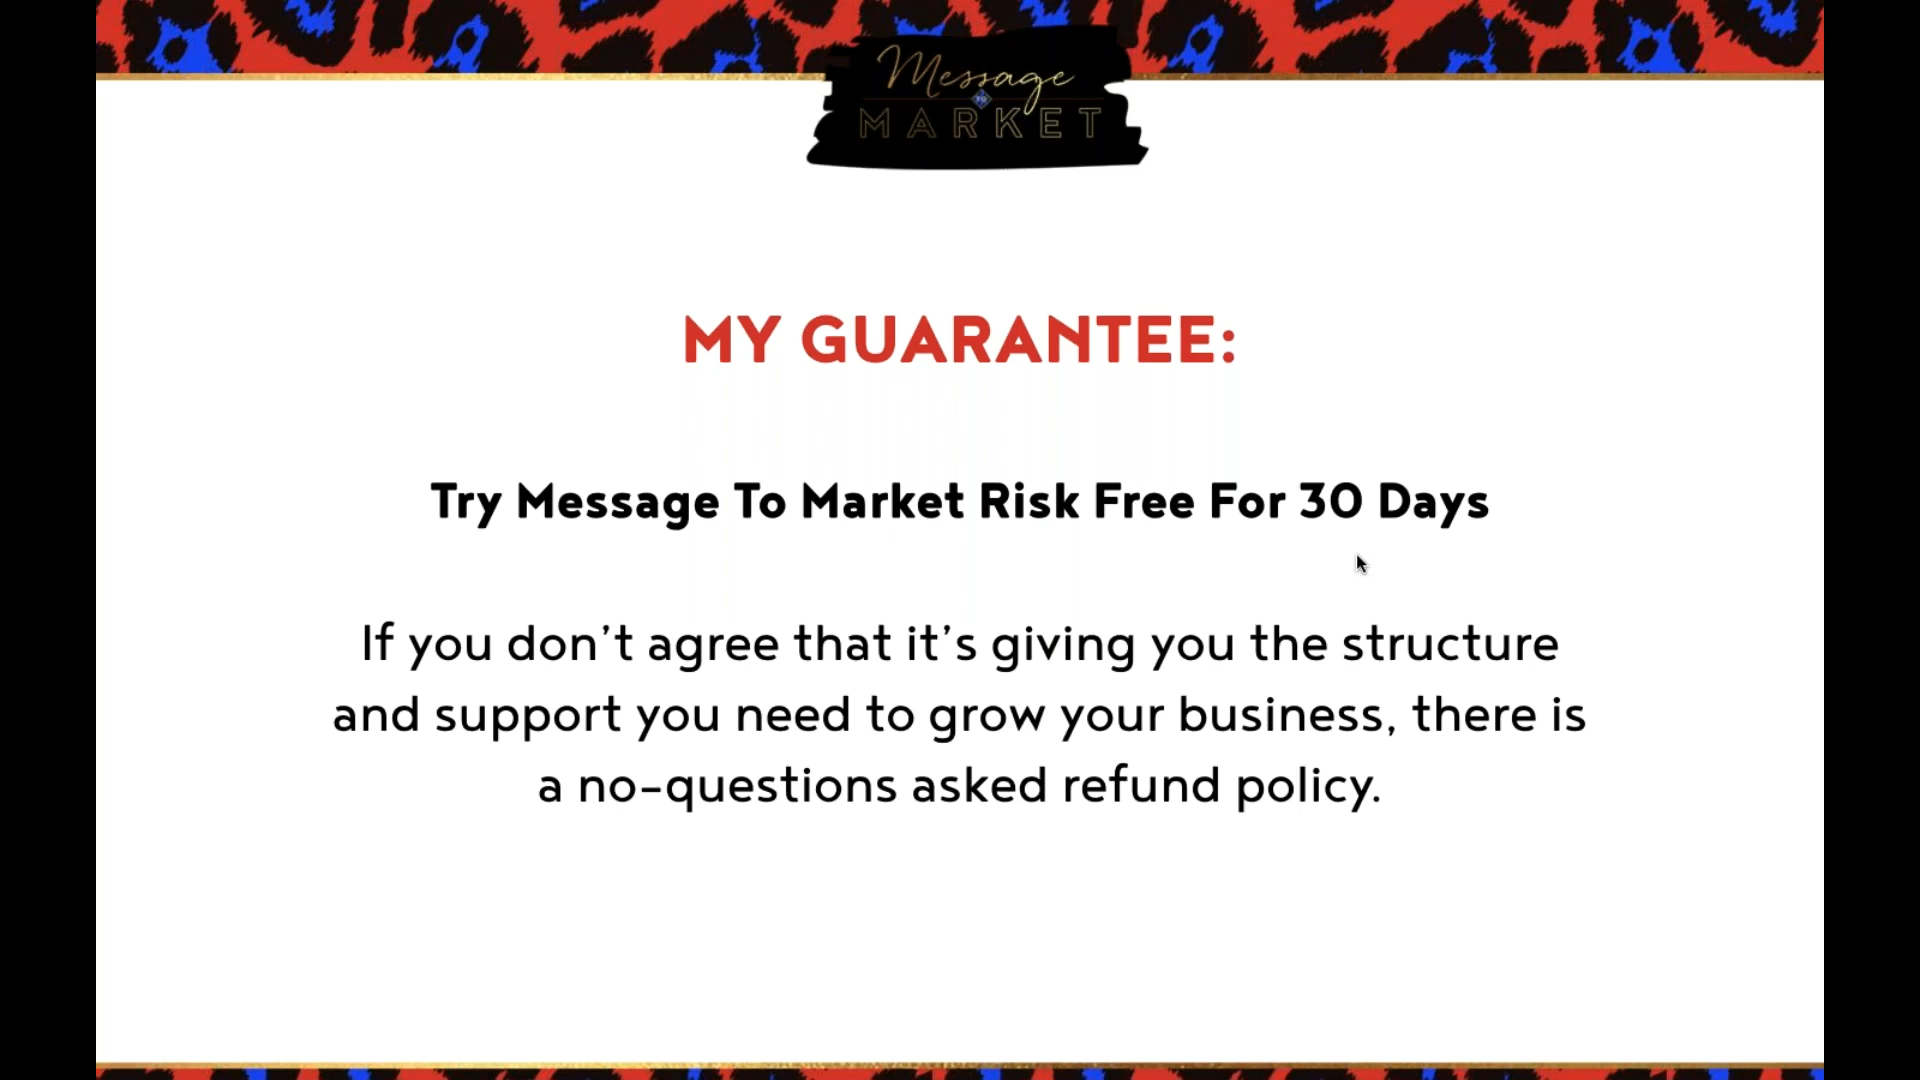 Message
TO
MARKET
MY GUARANTEE:
Try Message To Market Risk Free For 30 Days
If you don't agree that it's giving you the structure
and support you need to grow your business, there is
a no-questions asked refund policy.